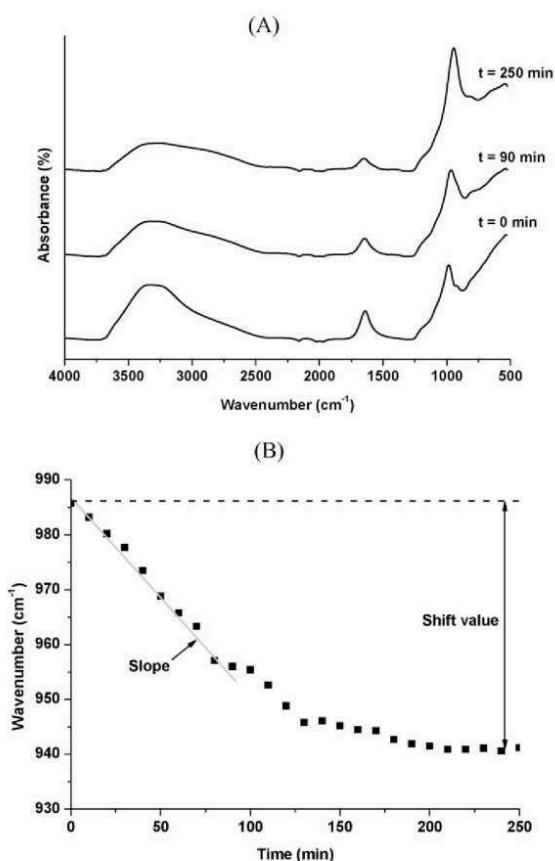 (A)
t = 250 min
t = 90 min
t = 0 min
Absorbance (%)
4000 3500 3000 2500 2000 1500 1000 500
Wavenumber (cm-1)
(B)
990
980
970
960
950
940
930
Wavenumber (cm-1)
Slope
Shift value
0 50 100 150 200 250
Time (min)